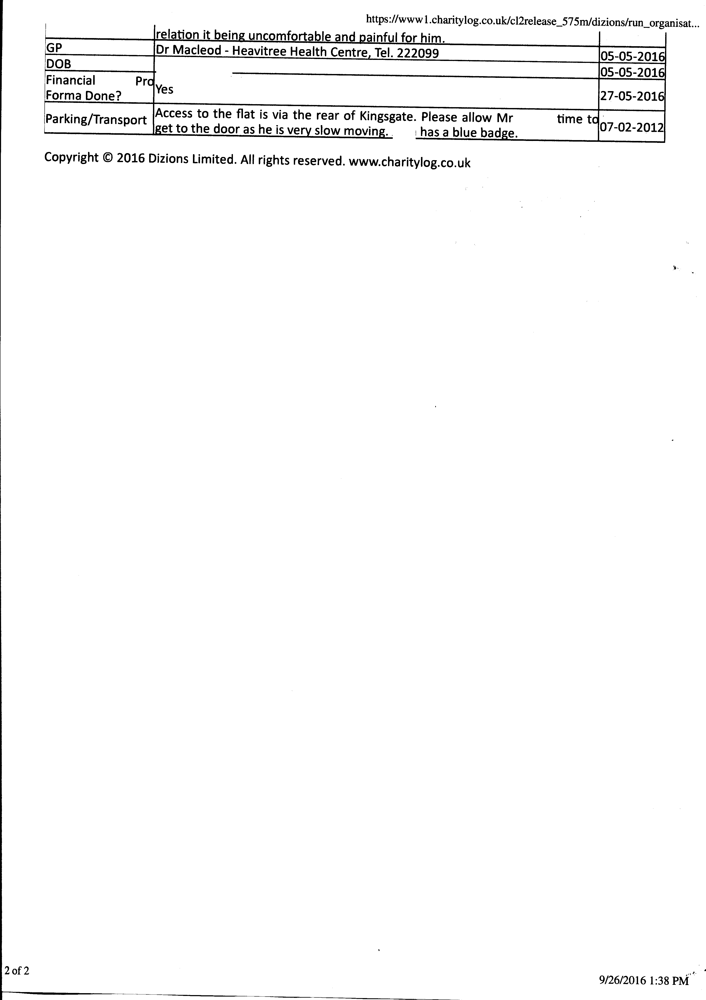 https://www1.charitylog.co.uk/cl2release_575m/dizions/run_organisat...
relation it being uncomfortable and painful for him.
GP Dr Macleod - Heavitree Health Centre, Tel. 222099 05-05-2016
DOB 05-05-2016
Financial Pro
Forma Done? Yes 27-05-2016
Parking/Transport Access to the flat is via the rear of Kingsgate. Please allow Mr time to
get to the door as he is very slow moving. has a blue badge. 07-02-2012
Copyright © 2016 Dizions Limited. All rights reserved. www.charitylog.co.uk
2 of 2
9/26/2016 1:38 PM